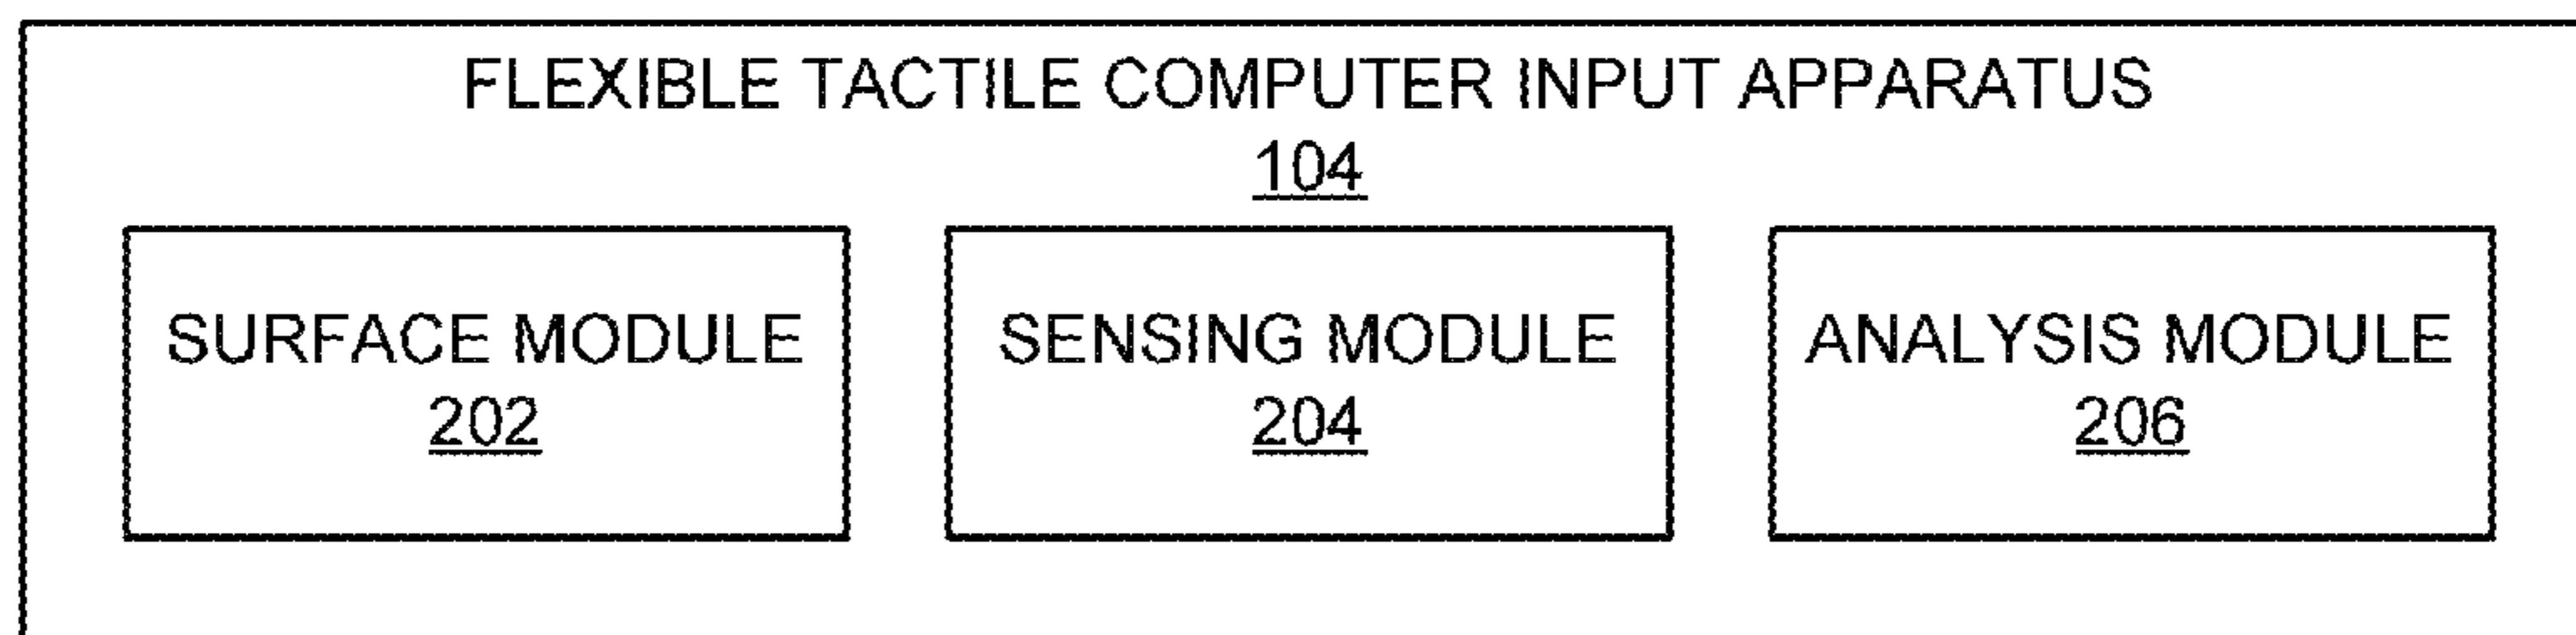 FLEXIBLE TACTILE COMPUTER INPUT APPARATUS
104
SURFACE MODULE
202
SENSING MODULE
204
ANALYSIS MODULE
206